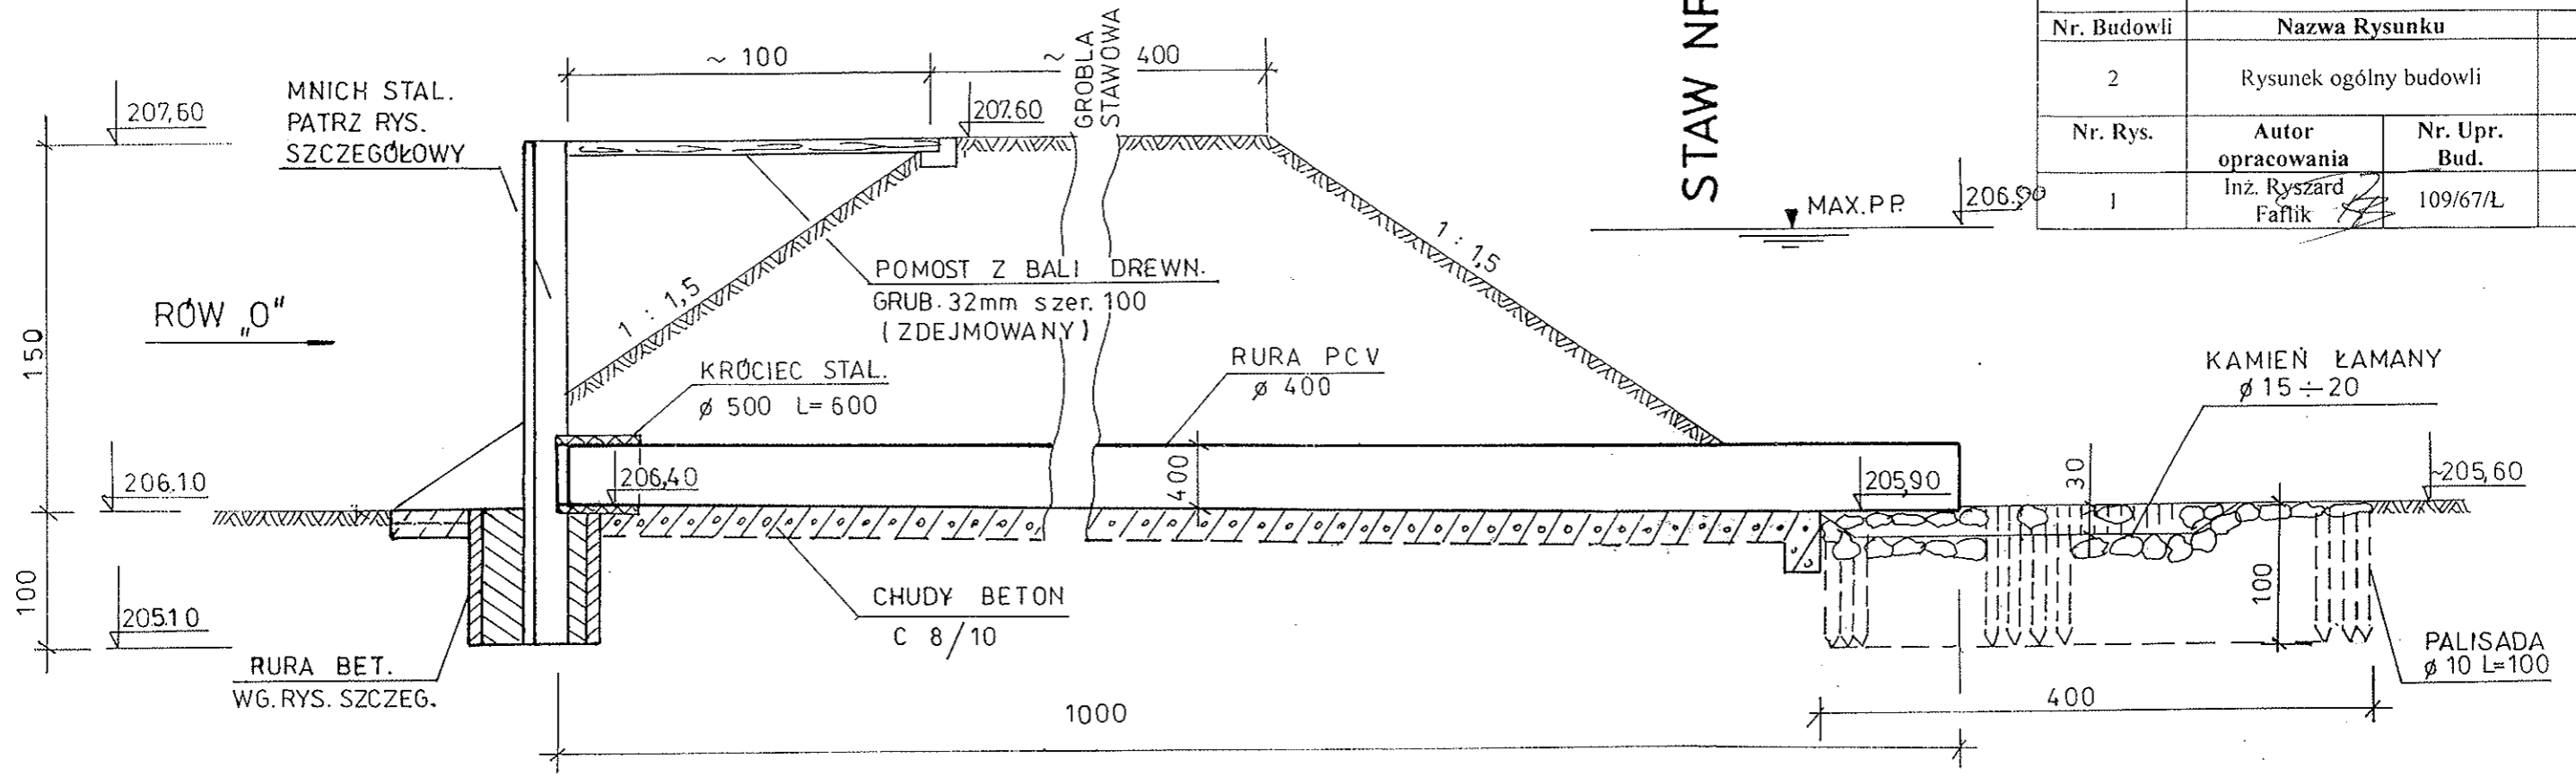 ~ 100
~ 400
GROBLA
STAWOWA
STAW NR
Nr. Budowli
Nazwa Rysunku
2
Rysunek ogólny budowli
Nr. Rys.
Autor
opracowania
Nr. Upr.
Bud.
1
Inż. Ryszard
Faflik
109/67/Ł
MNICH STAL.
PATRZ RYS.
SZCZEGÓŁOWY
207,60
207.60
MAX.P.P.
206.90
1 : 1,5
1 : 1,5
POMOST Z BALI DREWN.
GRUB. 32mm szer. 100
(ZDEJMOWANY)
RÓW „O"
150
KRÓCIEC STAL.
ø 500 L= 600
RURA PCV
ø 400
KAMIEŃ ŁAMANY
ø 15 ÷ 20
206.10
206,40
400
205,90
30
~205,60
100
205.10
CHUDY BETON
C 8/10
100
RURA BET.
WG. RYS. SZCZEG.
PALISADA
ø 10 L=100
1000
400